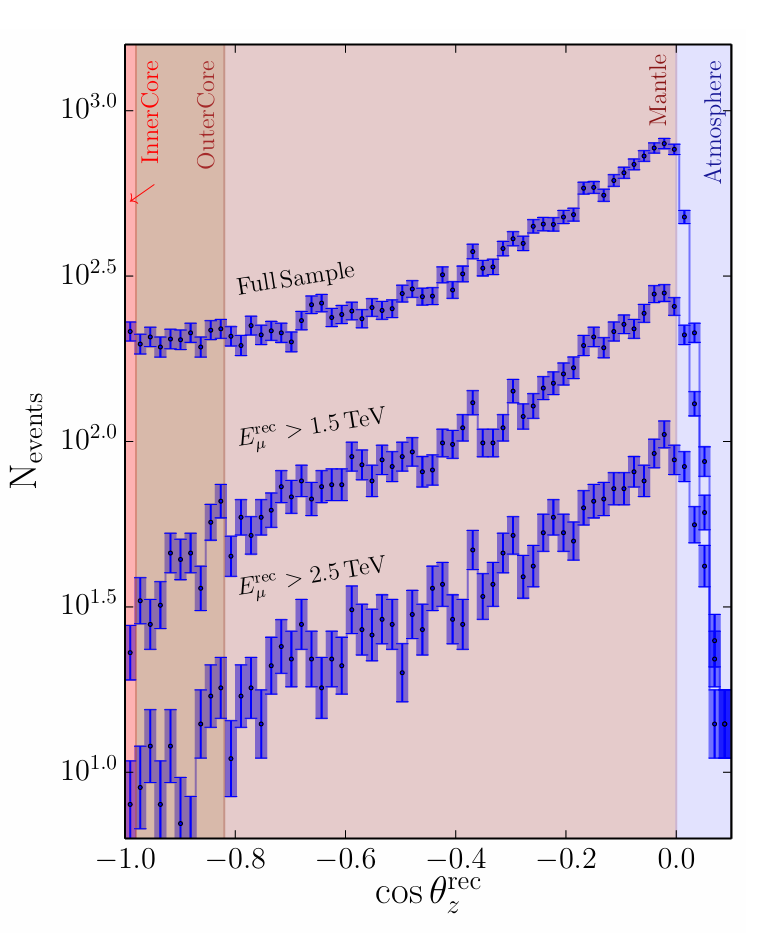 InnerCore
OuterCore
Mantle
Atmosphere
10^3.0
10^2.5
10^2.0
10^1.5
10^1.0
N_events
Full Sample
E_μ^rec > 1.5 TeV
E_μ^rec > 2.5 TeV
−1.0 −0.8 −0.6 −0.4 −0.2 0.0
cos θ_z^rec